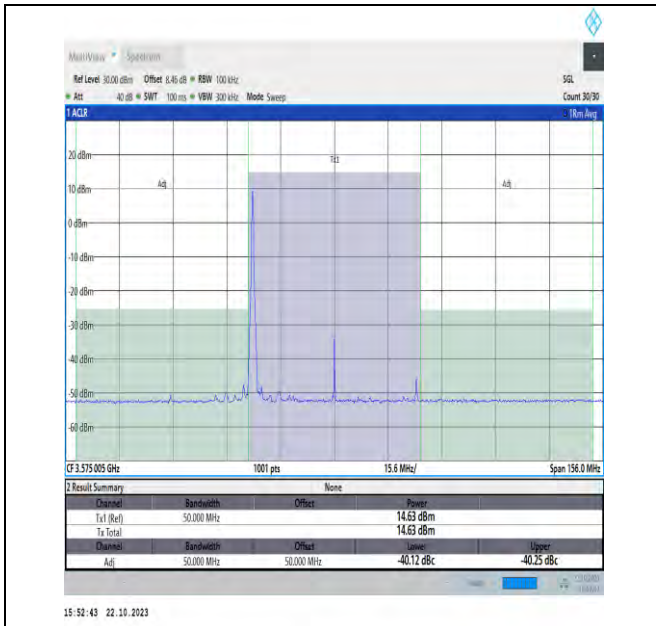 MultiView Spectrum
Ref Level 30.00 dBm Offset 8.46 dB RBW 100 kHz SGL
Att 40 dB SWT 100 ms VBW 300 kHz Mode Sweep Count 30/30
1 ACLR 1Rm Avg
Tx1
20 dBm
Adj Adj
10 dBm
0 dBm
-10 dBm
-20 dBm
-30 dBm
-40 dBm
-50 dBm
-60 dBm
CF 3.575005 GHz 1001 pts 15.6 MHz/ Span 156.0 MHz
2 Result Summary None
Channel Bandwidth Offset Power
Tx1 (Ref) 50.000 MHz 14.63 dBm
Tx Total 14.63 dBm
Channel Bandwidth Offset Lower Upper
Adj 50.000 MHz 50.000 MHz -40.12 dBc -40.25 dBc
15:52:43 22.10.2023